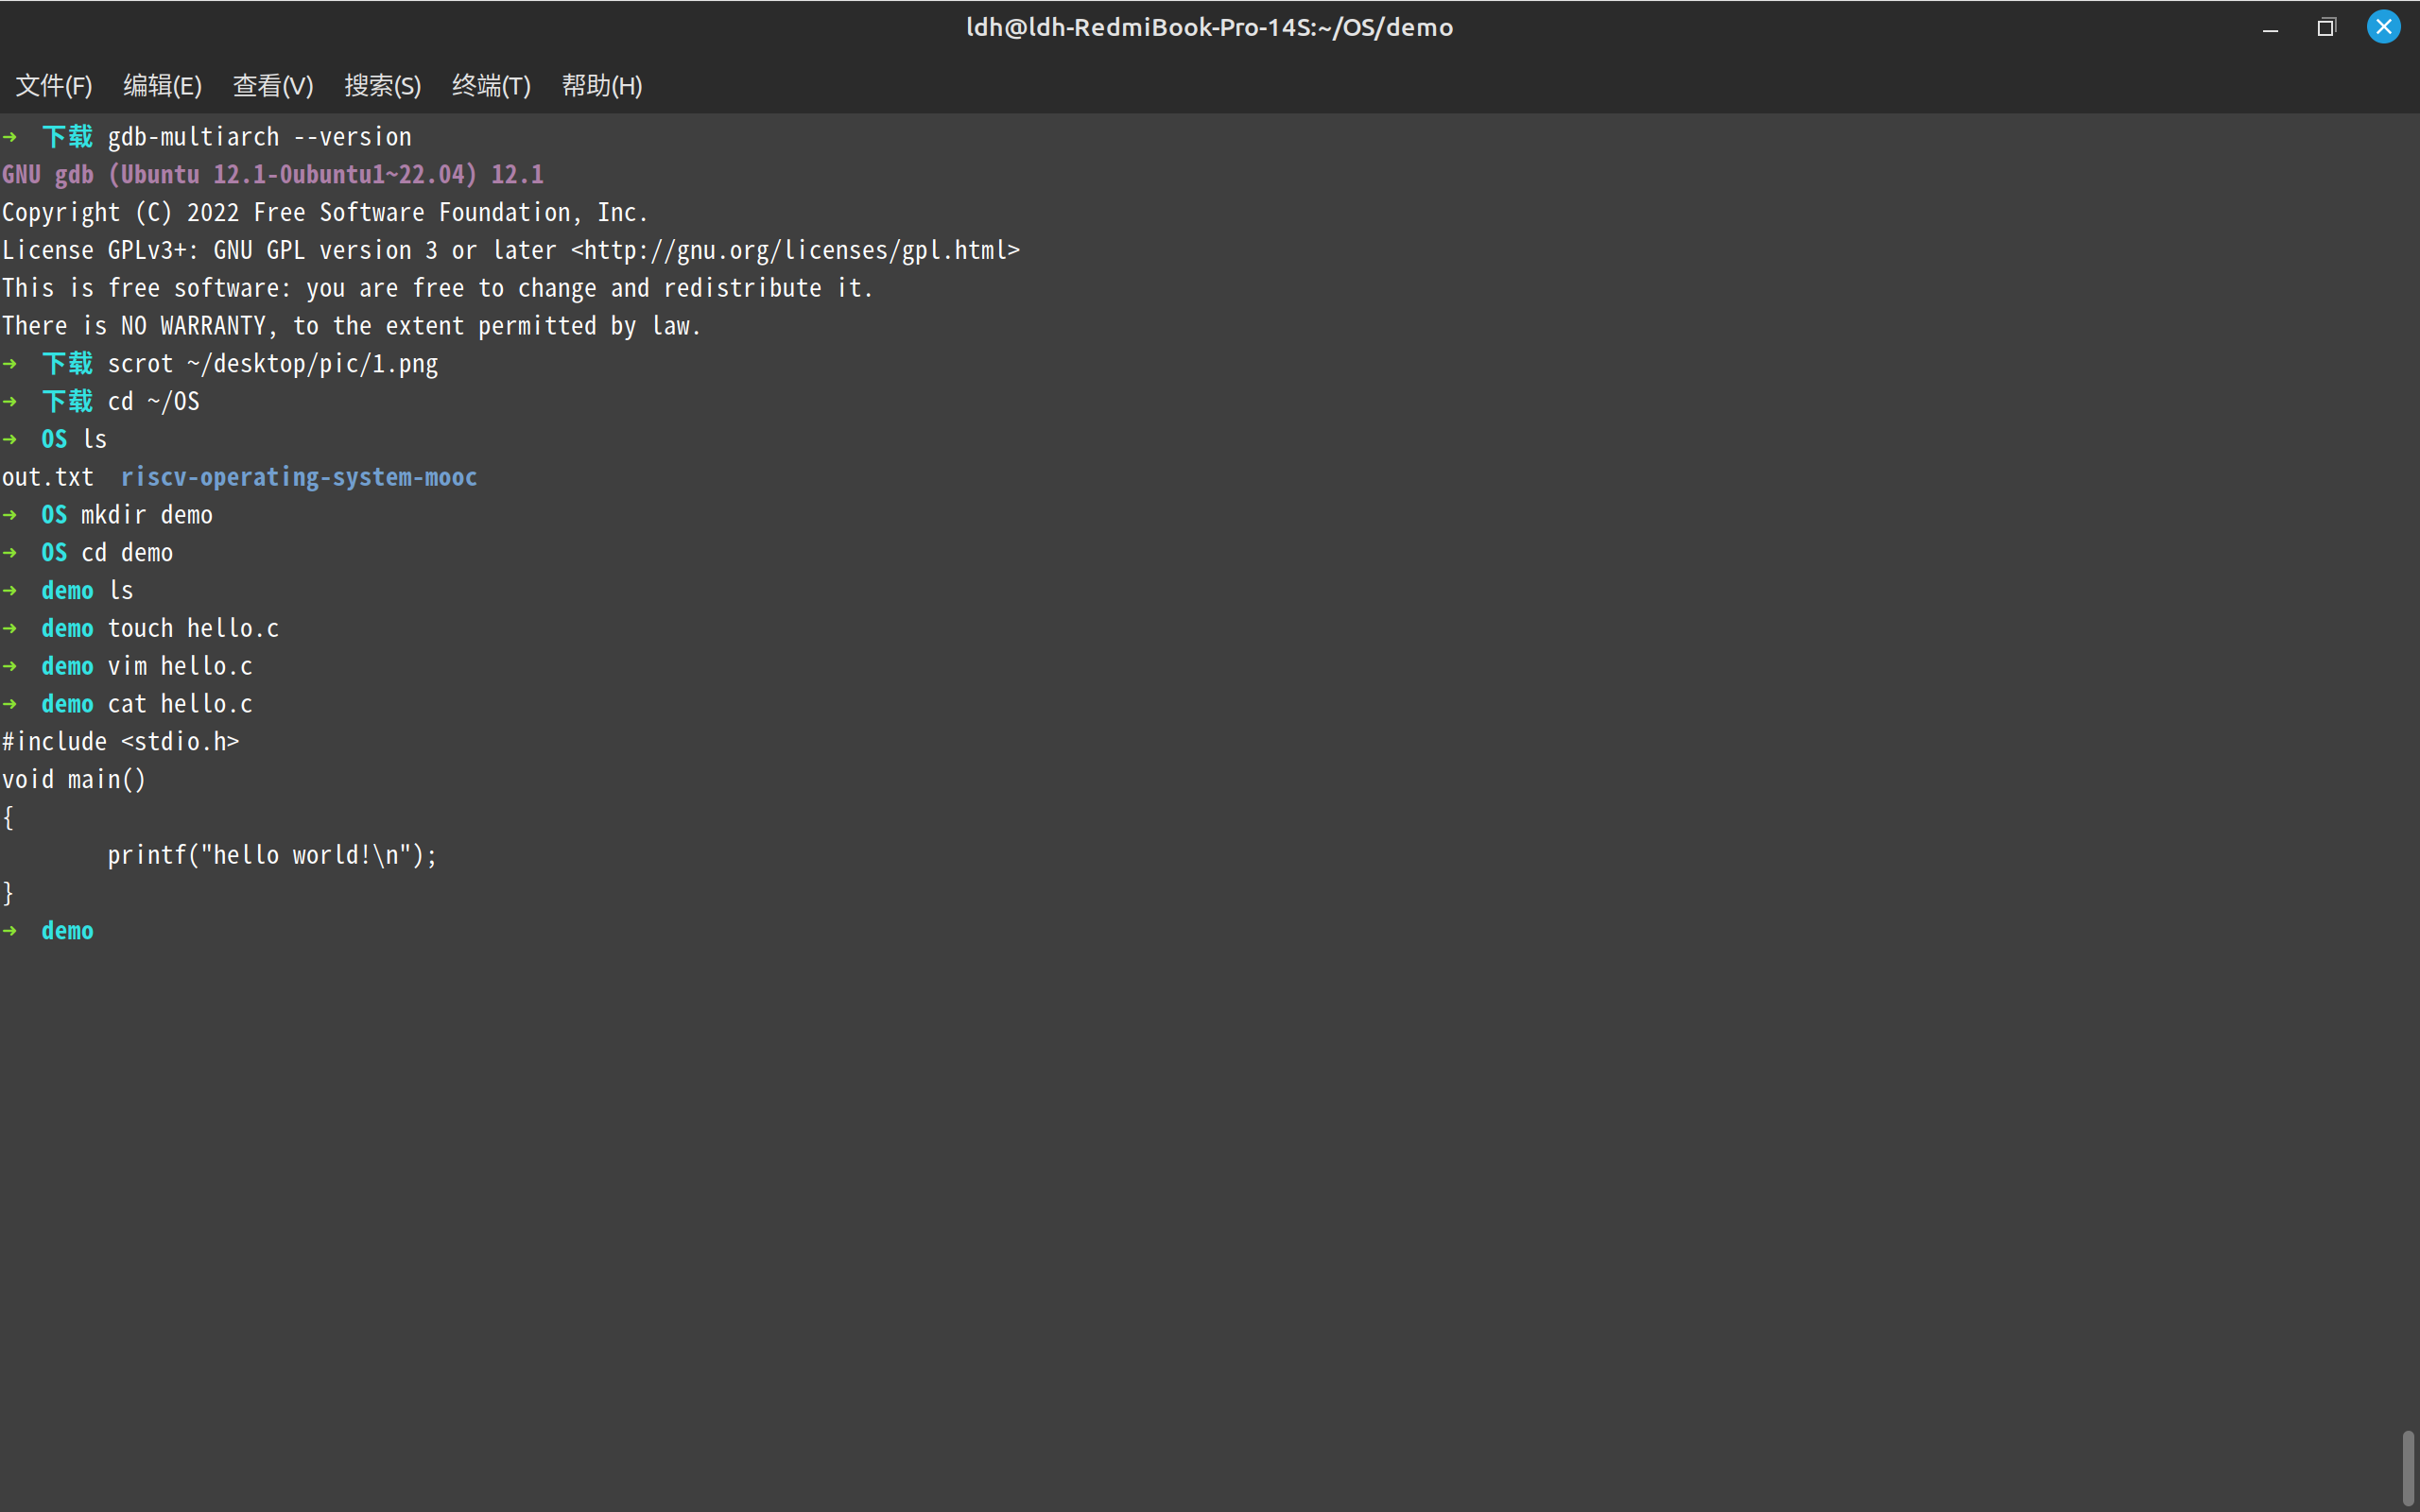 ldh@ldh-RedmiBook-Pro-14S:~/OS/demo
文件(F) 编辑(E) 查看(V) 搜索(S) 终端(T) 帮助(H)
➜  下载 gdb-multiarch --version
GNU gdb (Ubuntu 12.1-0ubuntu1~22.04) 12.1
Copyright (C) 2022 Free Software Foundation, Inc.
License GPLv3+: GNU GPL version 3 or later <http://gnu.org/licenses/gpl.html>
This is free software: you are free to change and redistribute it.
There is NO WARRANTY, to the extent permitted by law.
➜  下载 scrot ~/desktop/pic/1.png
➜  下载 cd ~/OS
➜  OS ls
out.txt  riscv-operating-system-mooc
➜  OS mkdir demo
➜  OS cd demo
➜  demo ls
➜  demo touch hello.c
➜  demo vim hello.c
➜  demo cat hello.c
#include <stdio.h>
void main()
{
        printf("hello world!\n");
}
➜  demo